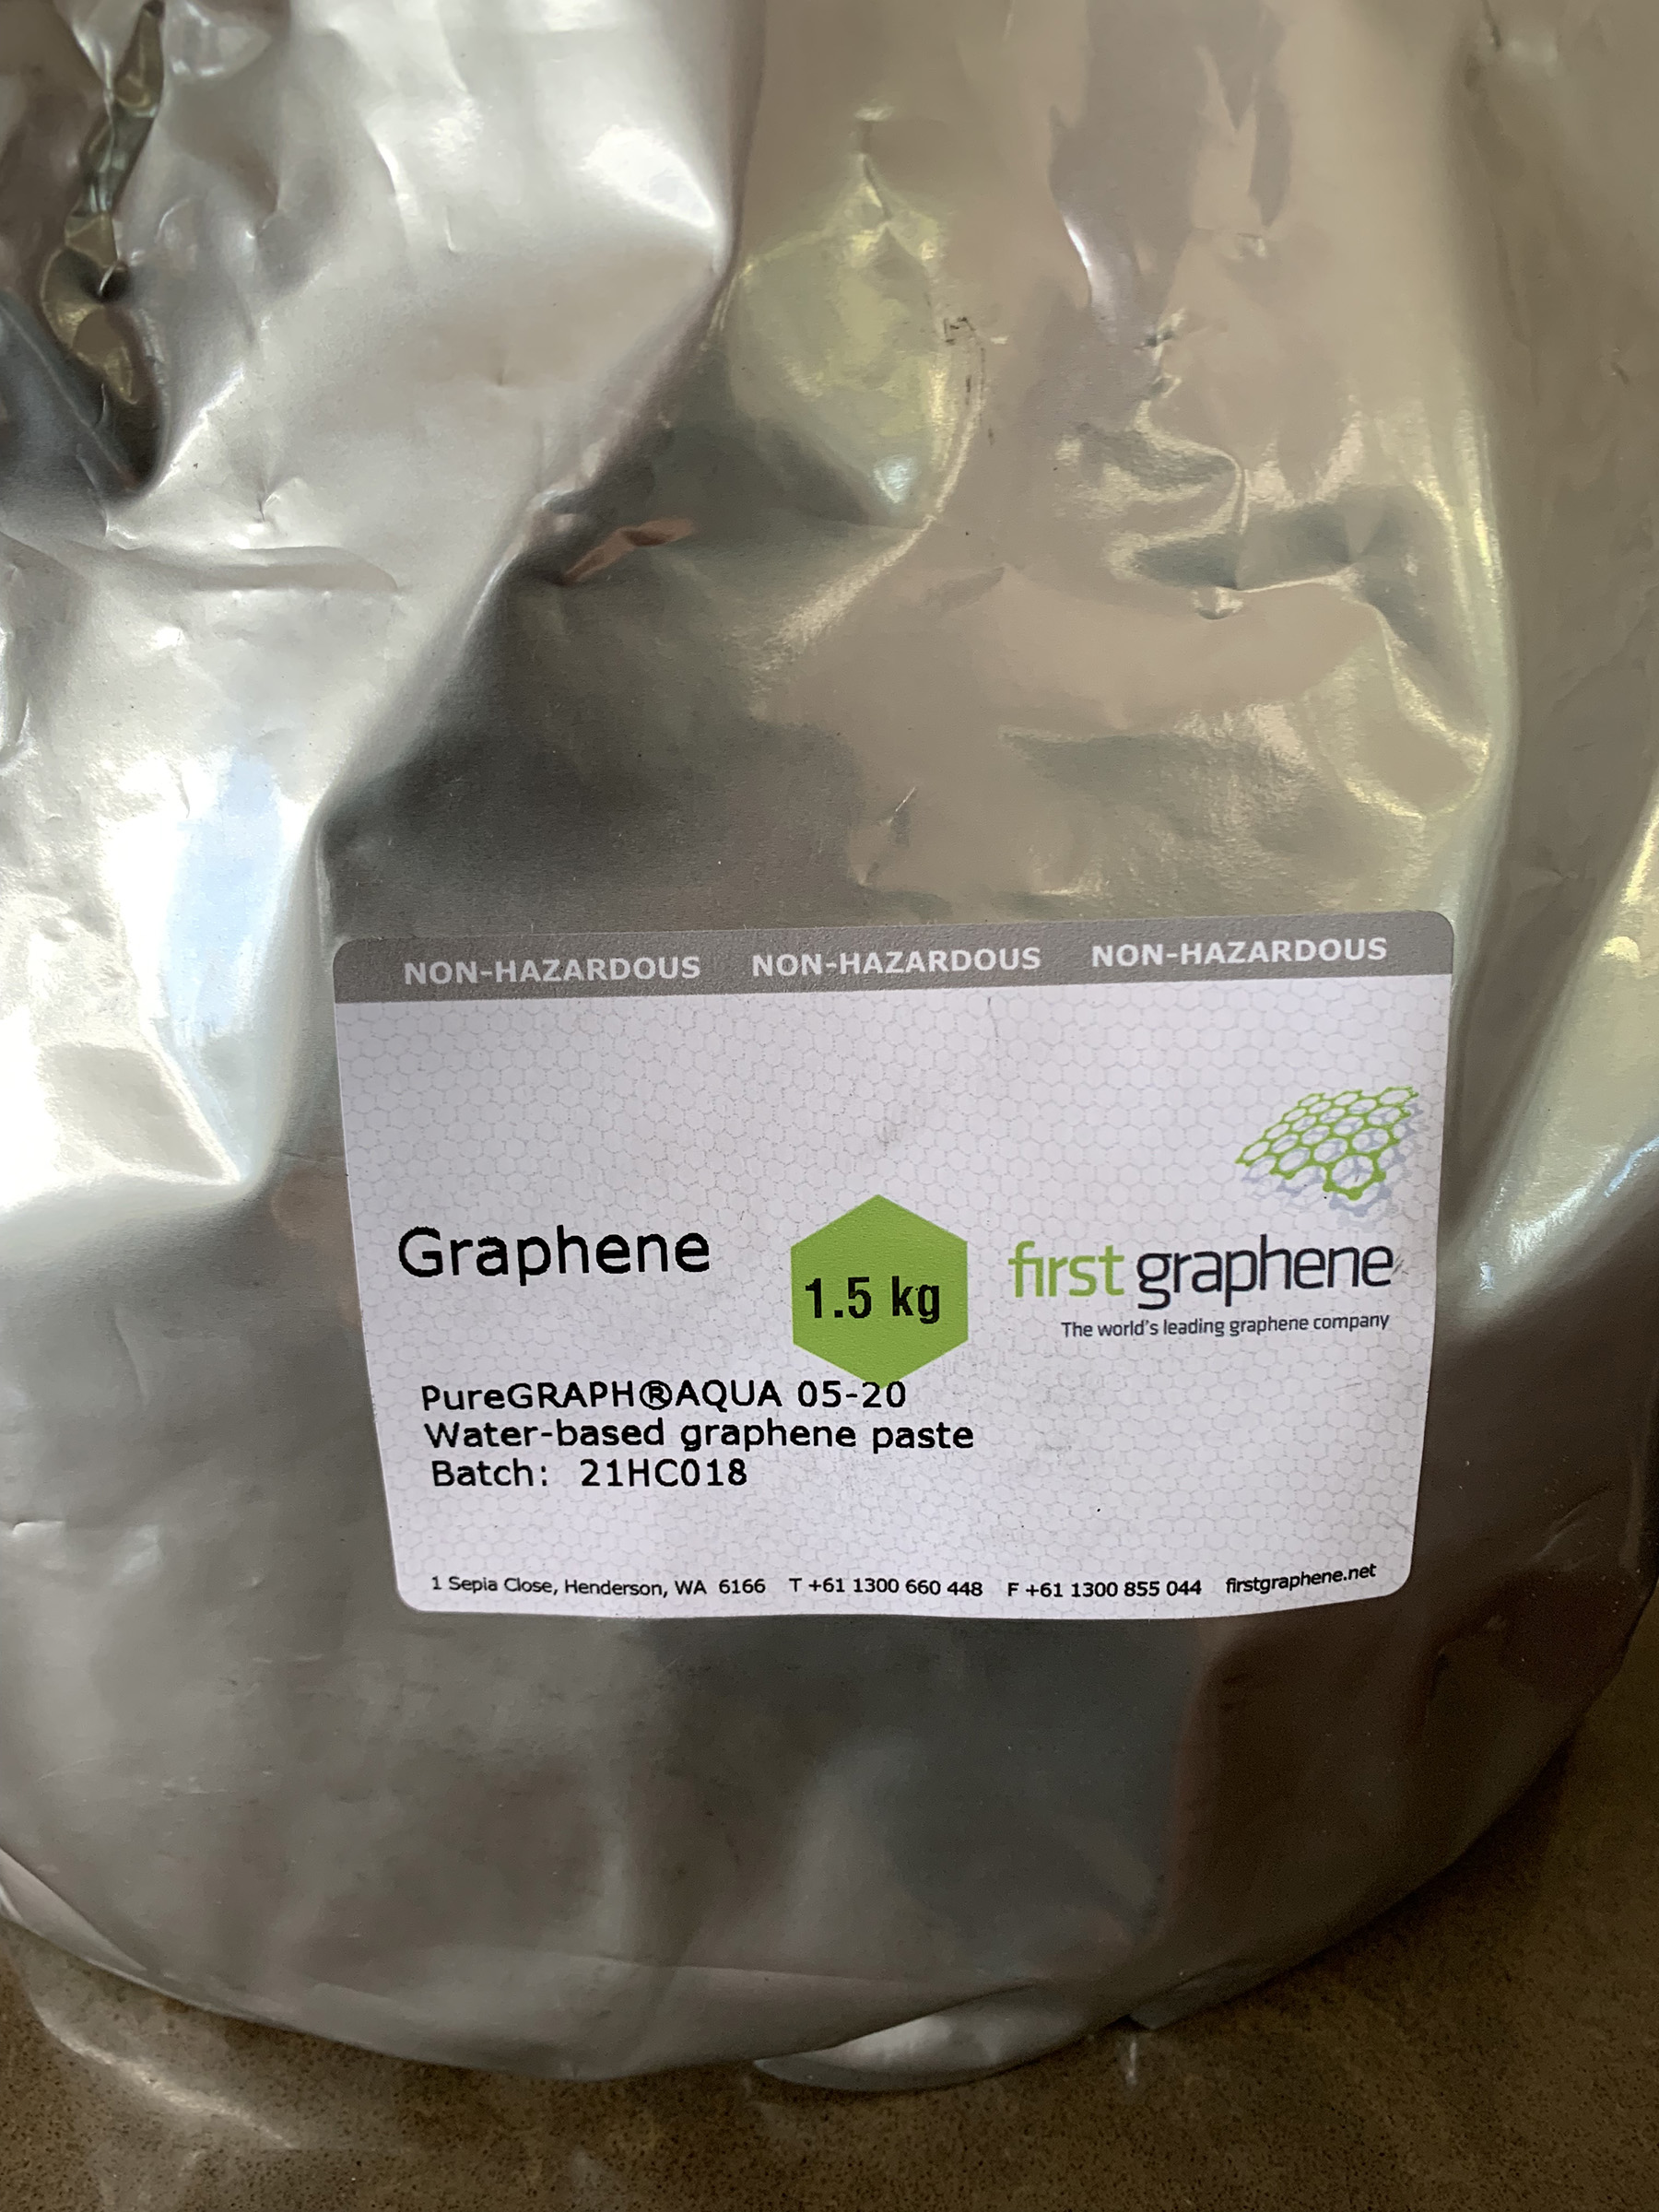 NON-HAZARDOUS NON-HAZARDOUS NON-HAZARDOUS
Graphene
1.5 kg
first graphene
The world's leading graphene company
PureGRAPH®AQUA 05-20
Water-based graphene paste
Batch: 21HC018
1 Sepia Close, Henderson, WA 6166 T +61 1300 660 448 F +61 1300 855 044 firstgraphene.net